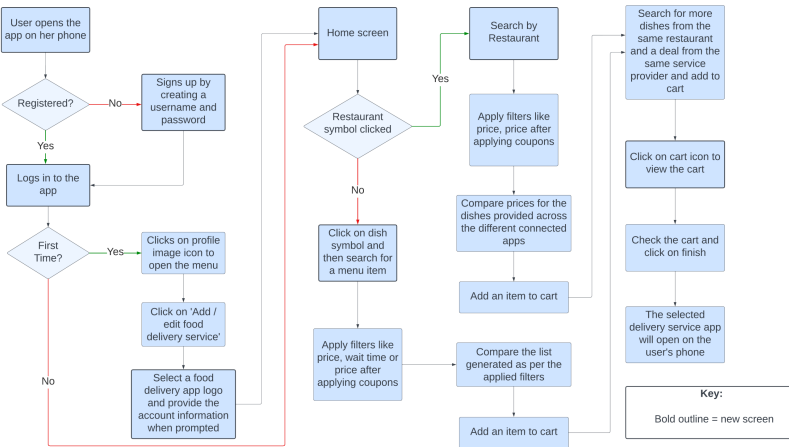 User opens the
app on her phone
Registered?
No
Signs up by
creating a
username and
password
Yes
Logs in to the
app
First
Time?
Yes
Clicks on profile
image icon to
open the menu
Click on 'Add /
edit food
delivery service'
No
Select a food
delivery app logo
and provide the
account information
when prompted
Home screen
Restaurant
symbol clicked
Yes
No
Click on dish
symbol and
then search for
a menu item
Apply filters like
price, wait time or
price after
applying coupons
Search by
Restaurant
Apply filters like
price, price after
applying coupons
Compare prices for the
dishes provided across
the different connected
apps
Add an item to cart
Compare the list
generated as per the
applied filters
Add an item to cart
Search for more
dishes from the
same restaurant
and a deal from the
same service
provider and add to
cart
Click on cart icon to
view the cart
Check the cart and
click on finish
The selected
delivery service app
will open on the
user's phone
Key:
Bold outline = new screen